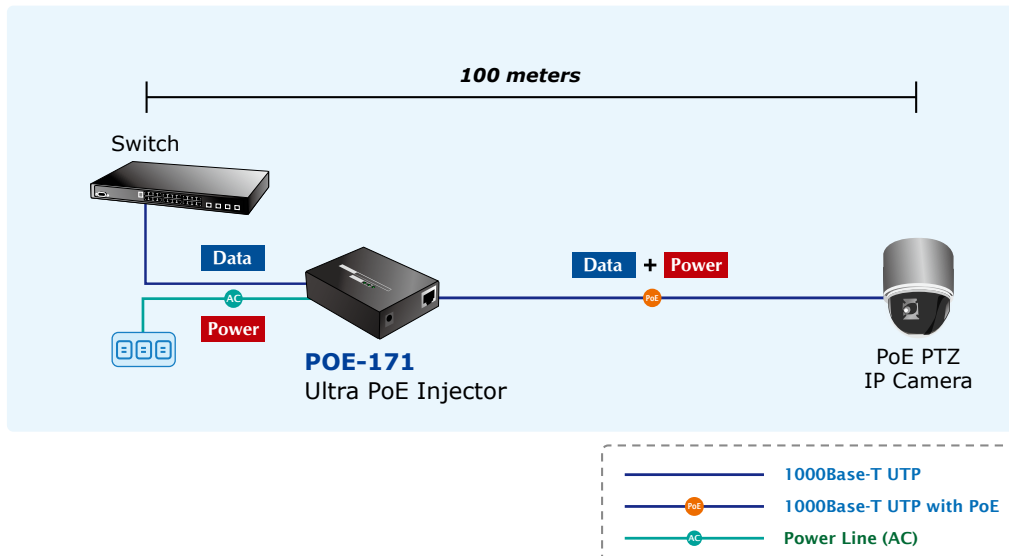 100 meters
Switch
Data
Data + Power
AC
PoE
Power
POE-171
Ultra PoE Injector
PoE PTZ
IP Camera
1000Base-T UTP
PoE
1000Base-T UTP with PoE
AC
Power Line (AC)